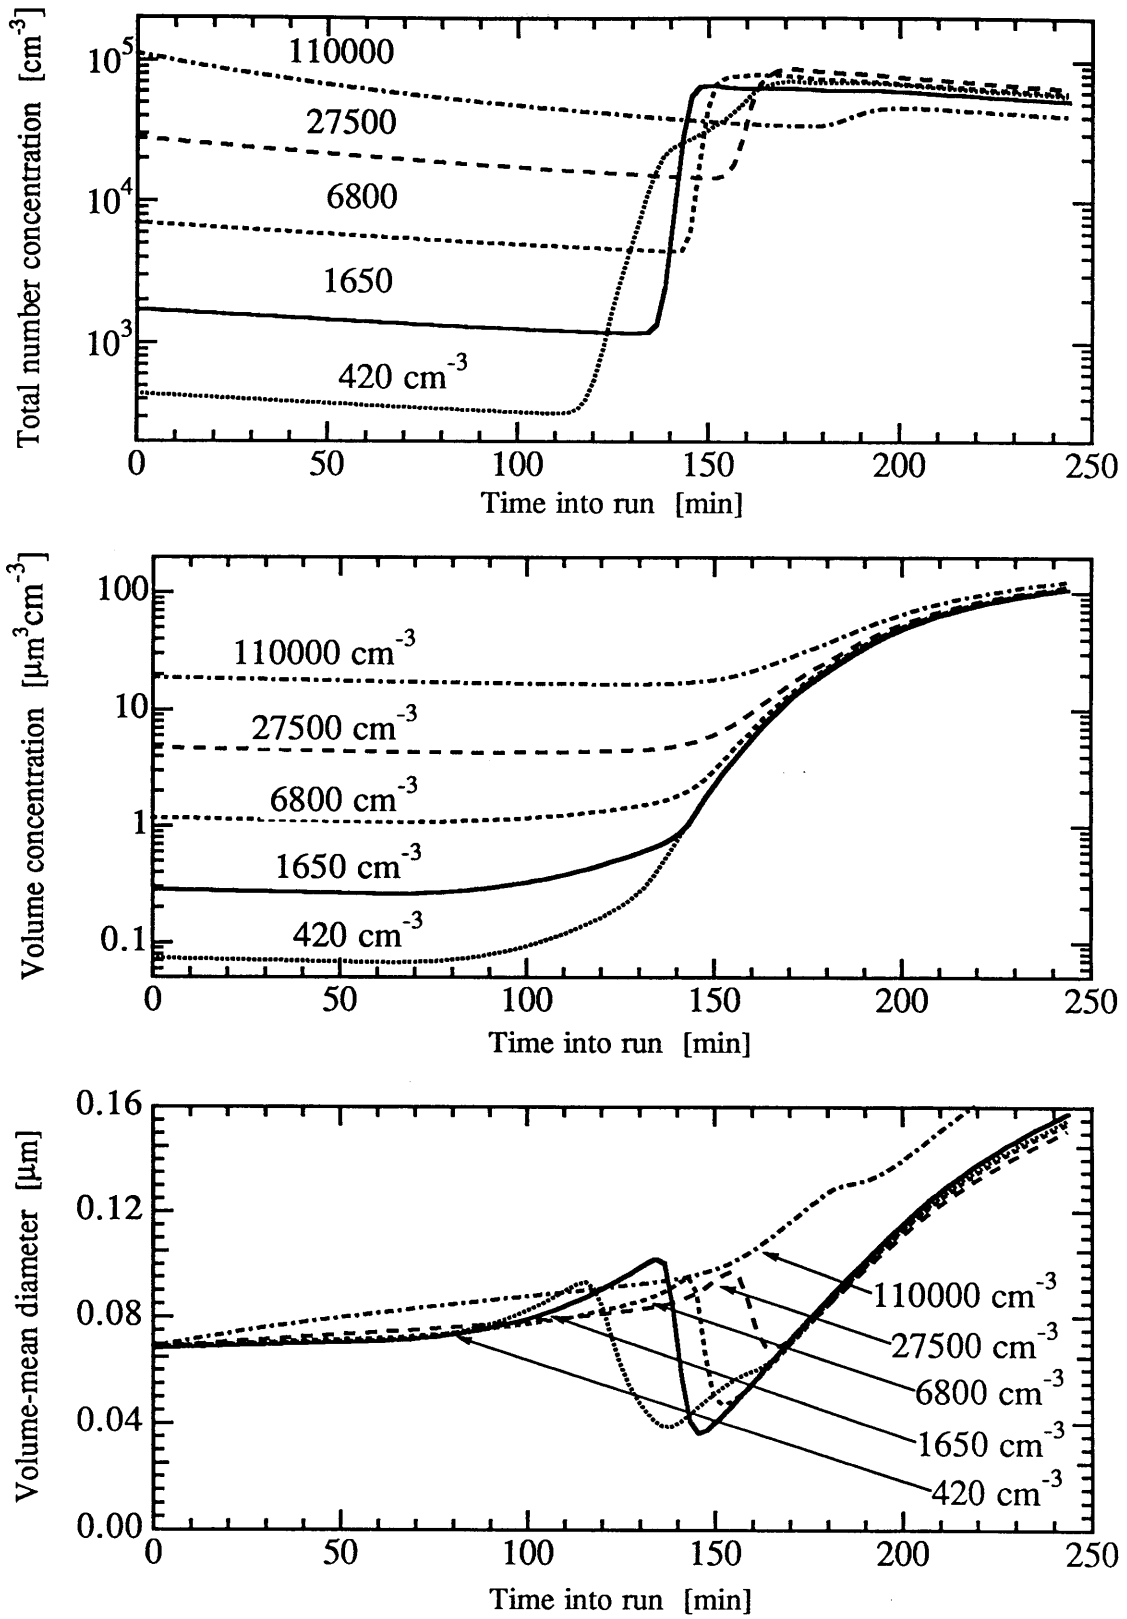 Total number concentration [cm-3]
10^5
10^4
10^3
110000
27500
6800
1650
420 cm-3
0 50 100 150 200 250
Time into run [min]
Volume concentration [μm3cm-3]
100
10
1
0.1
110000 cm-3
27500 cm-3
6800 cm-3
1650 cm-3
420 cm-3
0 50 100 150 200 250
Time into run [min]
Volume-mean diameter [μm]
0.16
0.12
0.08
0.04
0.00
110000 cm-3
27500 cm-3
6800 cm-3
1650 cm-3
420 cm-3
0 50 100 150 200 250
Time into run [min]